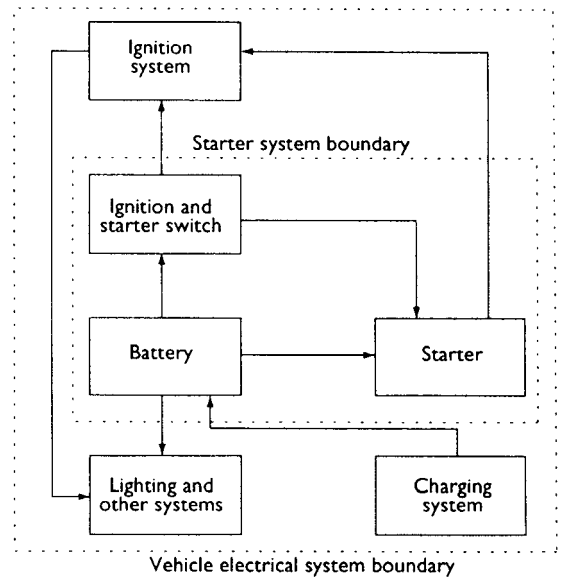 Ignition
system
Starter system boundary
Ignition and
starter switch
Battery
Starter
Lighting and
other systems
Charging
system
Vehicle electrical system boundary